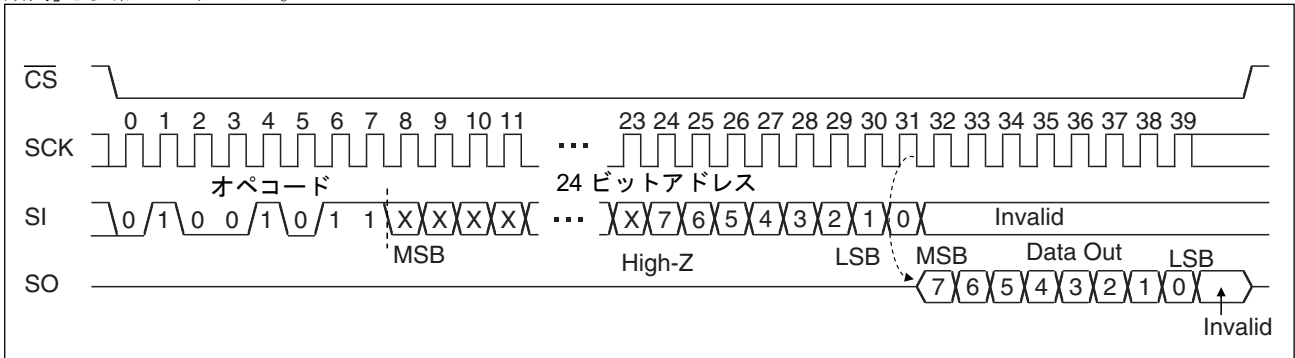 CS
0 1 2 3 4 5 6 7 8 9 10 11 23 24 25 26 27 28 29 30 31 32 33 34 35 36 37 38 39
SCK ...
オペコード 24 ビットアドレス
SI 0 1 0 0 1 0 1 1 X X X X ... X 7 6 5 4 3 2 1 0 Invalid
MSB High-Z LSB MSB Data Out LSB
SO 7 6 5 4 3 2 1 0
Invalid